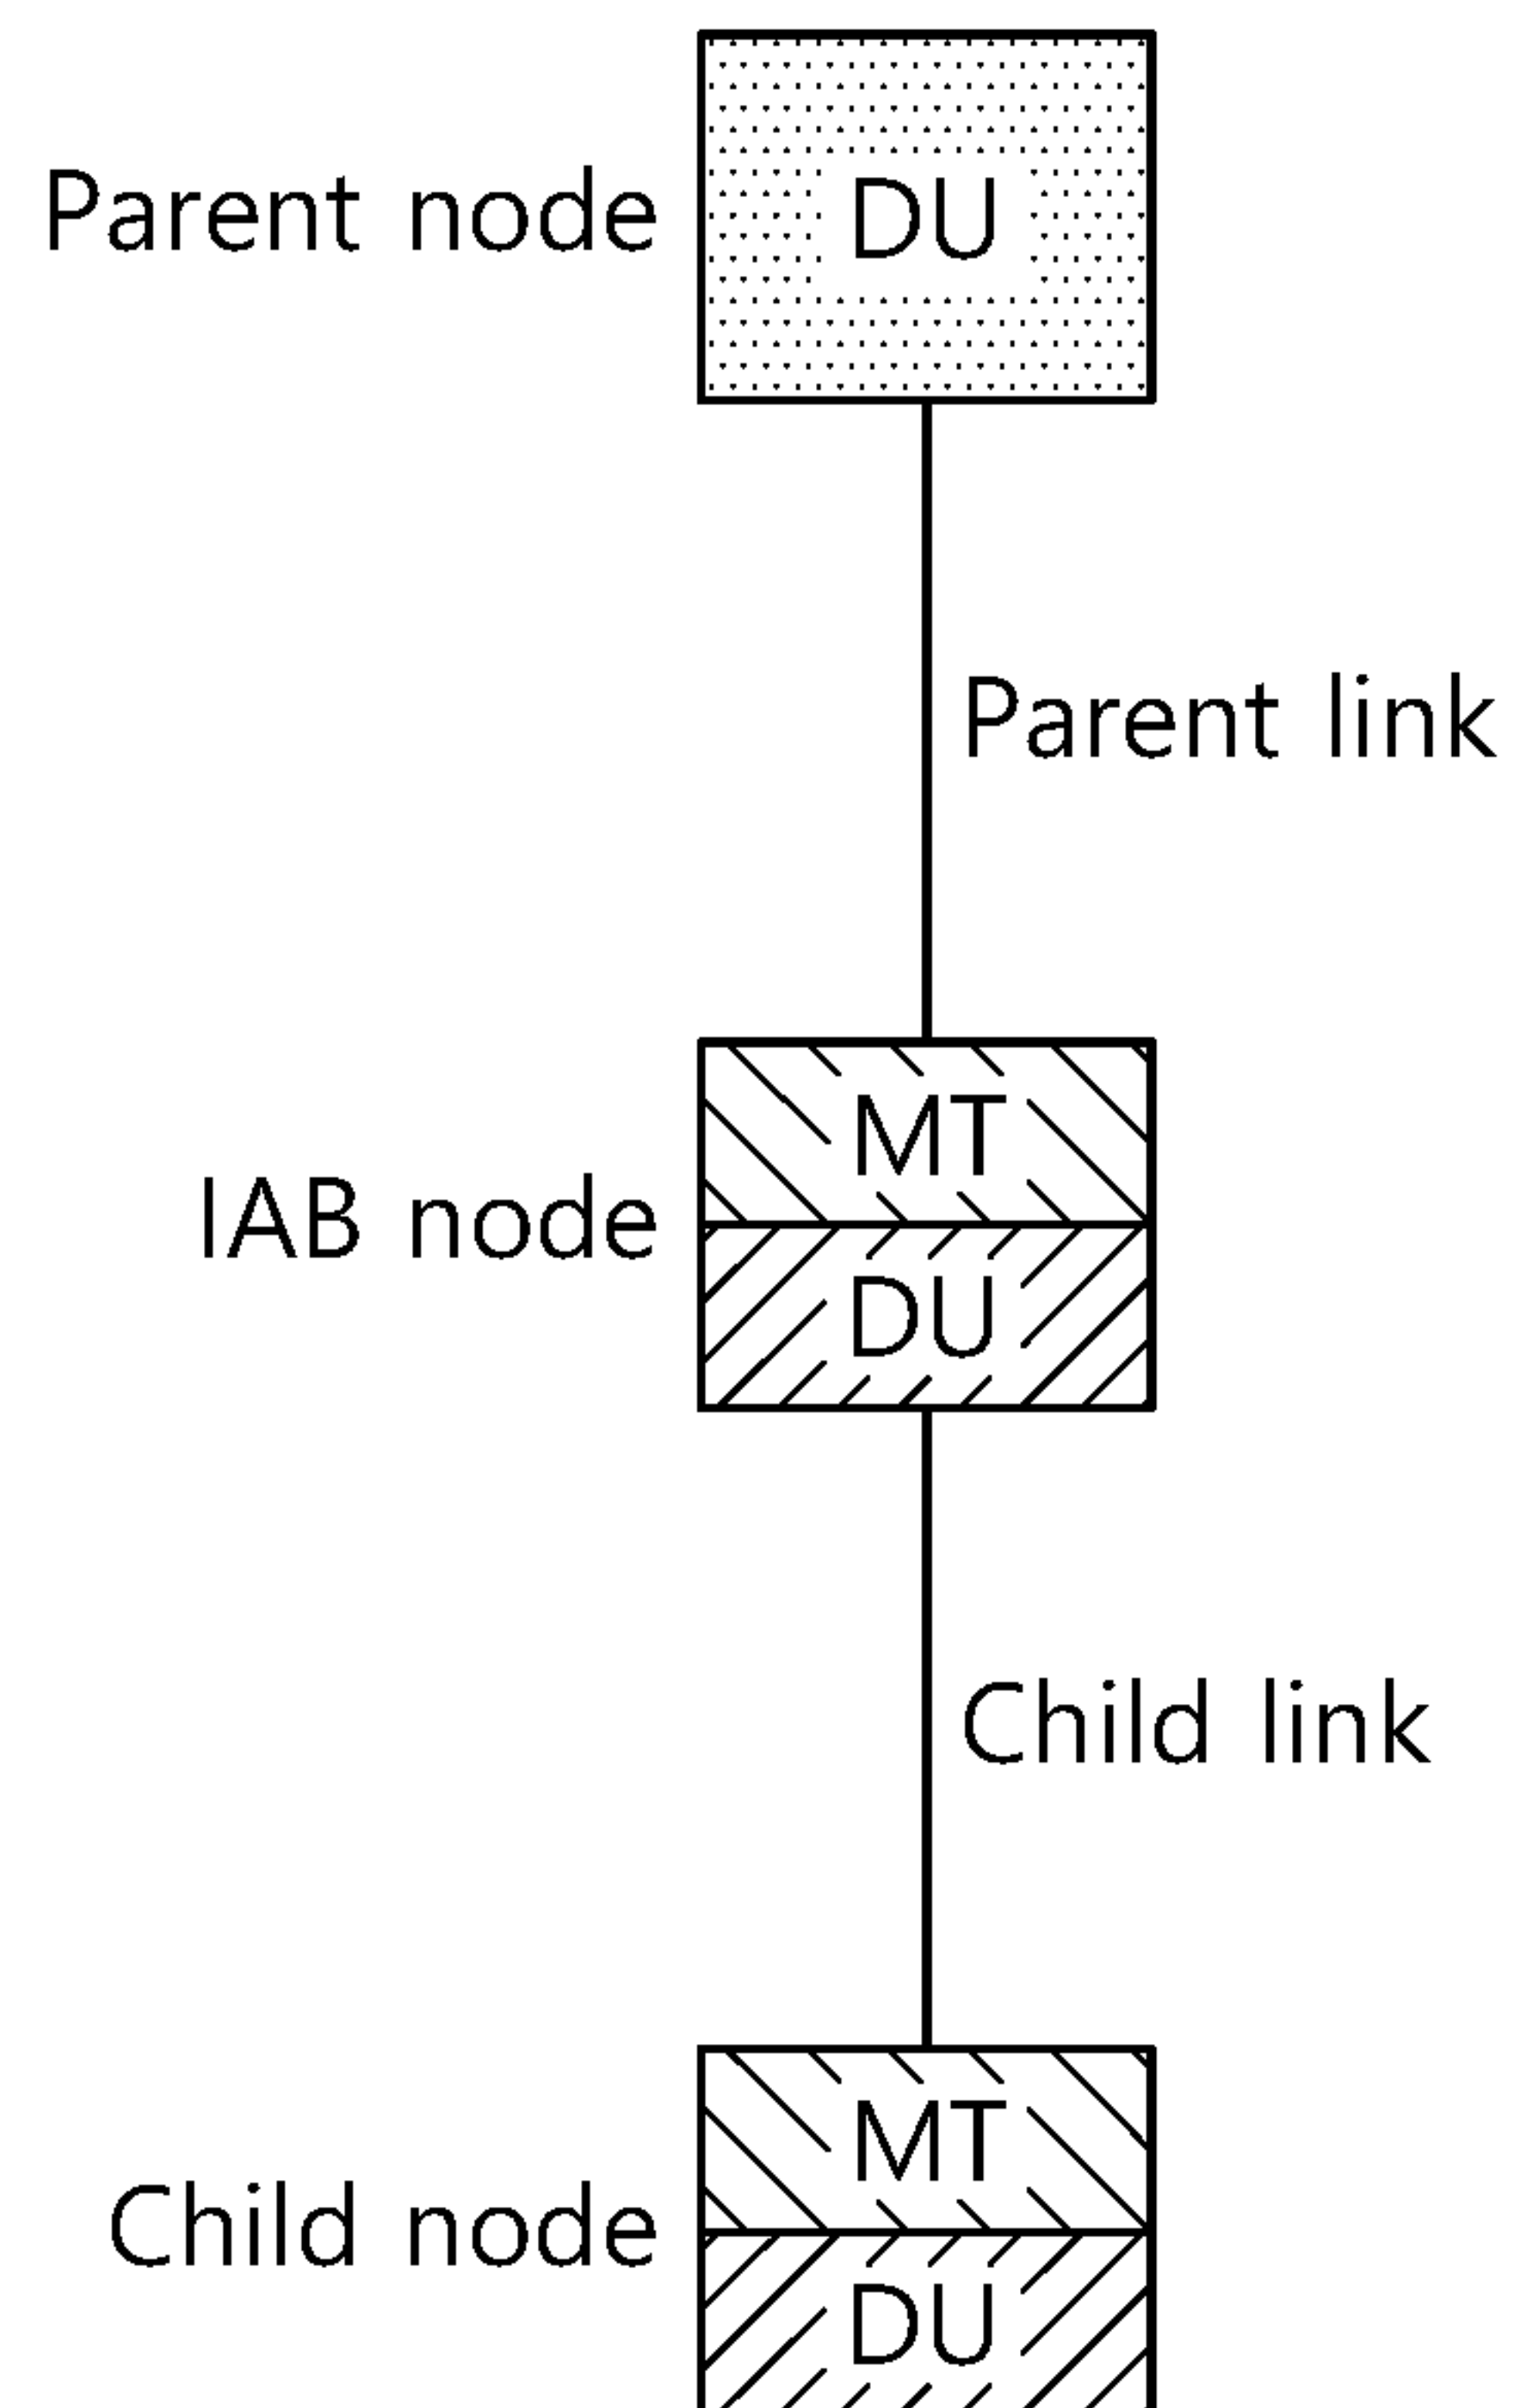 Parent node
DU
Parent link
IAB node
MT
DU
Child link
Child node
MT
DU